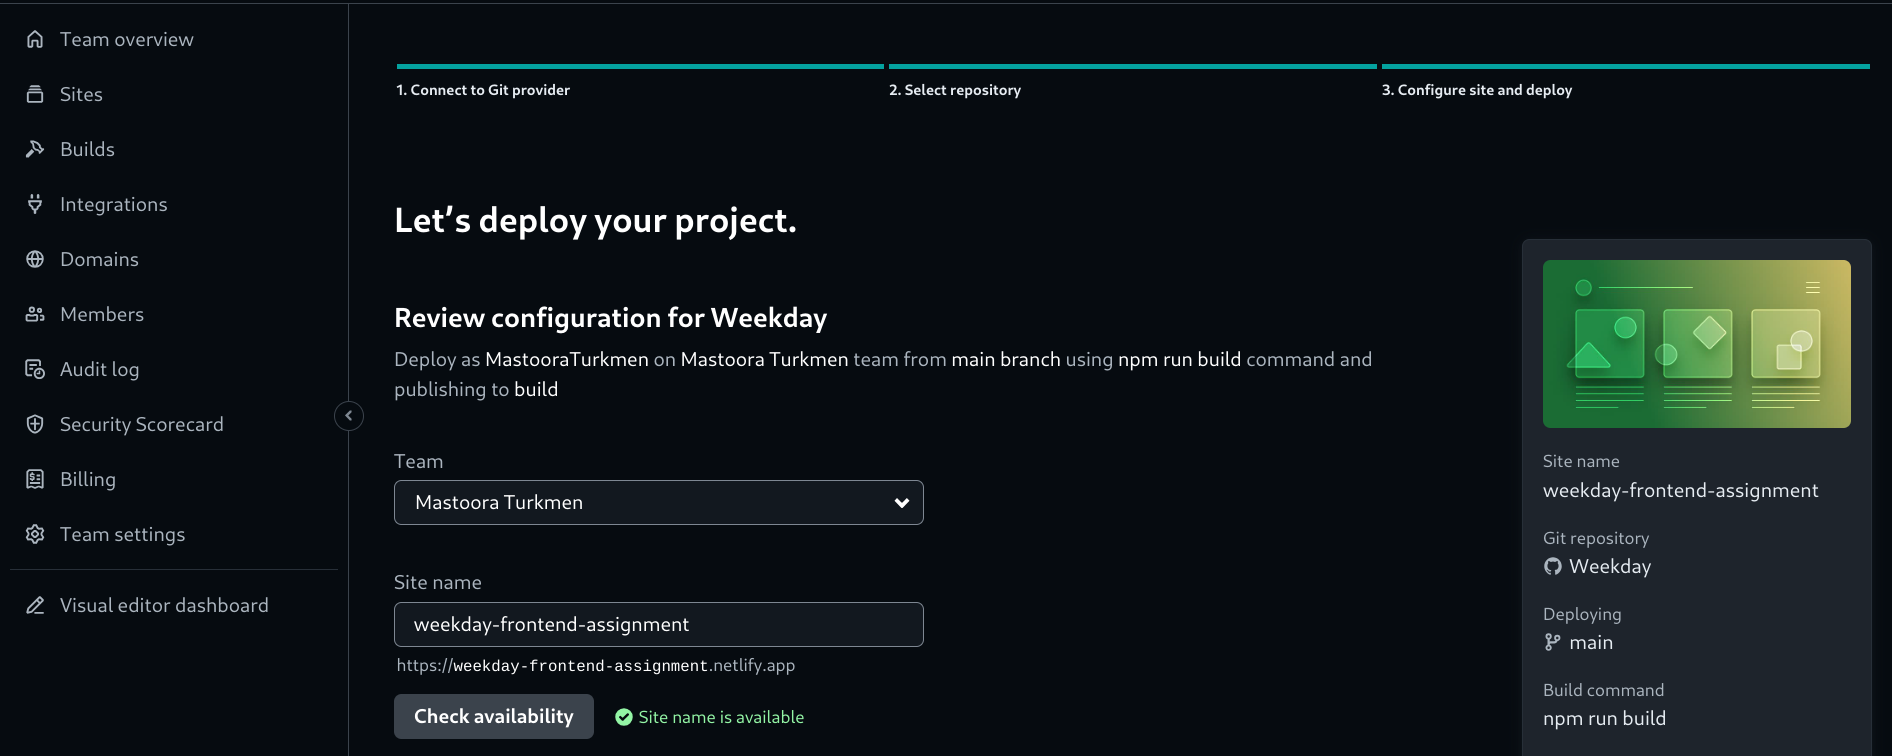 Team overview
Sites
Builds
Integrations
Domains
Members
Audit log
Security Scorecard
Billing
Team settings
Visual editor dashboard
1. Connect to Git provider
2. Select repository
3. Configure site and deploy
Let’s deploy your project.
Review configuration for Weekday
Deploy as MastooraTurkmen on Mastoora Turkmen team from main branch using npm run build command and
publishing to build
Team
Mastoora Turkmen
Site name
weekday-frontend-assignment
https://weekday-frontend-assignment.netlify.app
Check availability
Site name is available
Site name
weekday-frontend-assignment
Git repository
Weekday
Deploying
main
Build command
npm run build